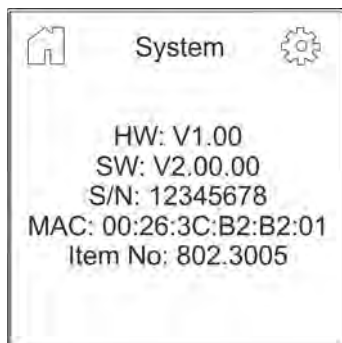 System
HW: V1.00
SW: V2.00.00
S/N: 12345678
MAC: 00:26:3C:B2:B2:01
Item No: 802.3005